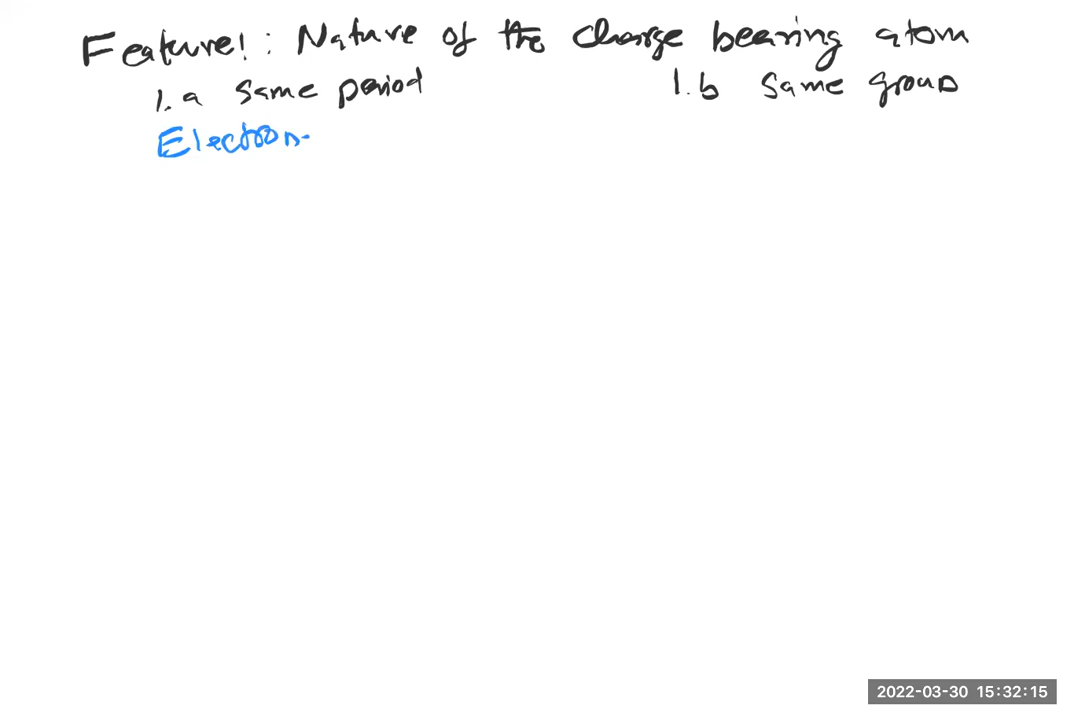 Feature!: Nature of the charge bearing atom
1.a same period
1.b same group
Electron.
2022-03-30 15:32:15